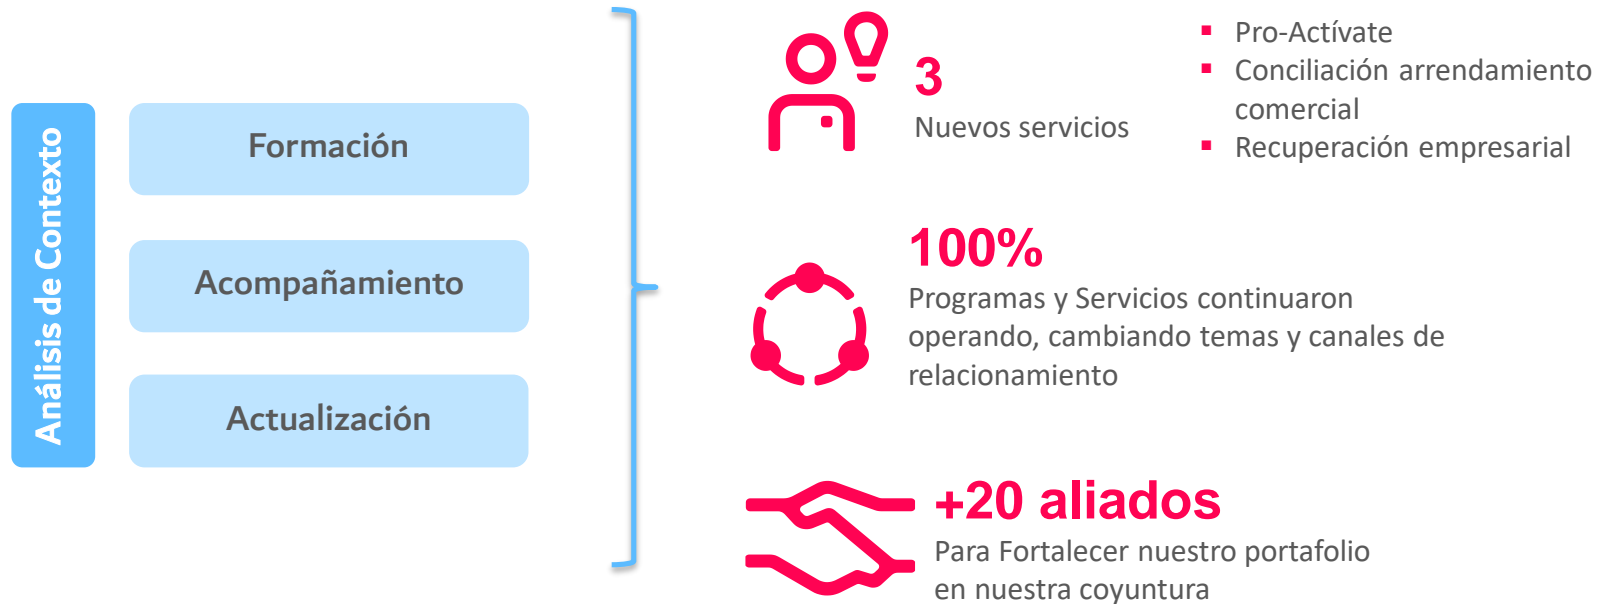 Análisis de Contexto
Formación
Acompañamiento
Actualización
3
Nuevos servicios
▪ Pro-Actívate
▪ Conciliación arrendamiento
comercial
▪ Recuperación empresarial
100%
Programas y Servicios continuaron
operando, cambiando temas y canales de
relacionamiento
+20 aliados
Para Fortalecer nuestro portafolio
en nuestra coyuntura